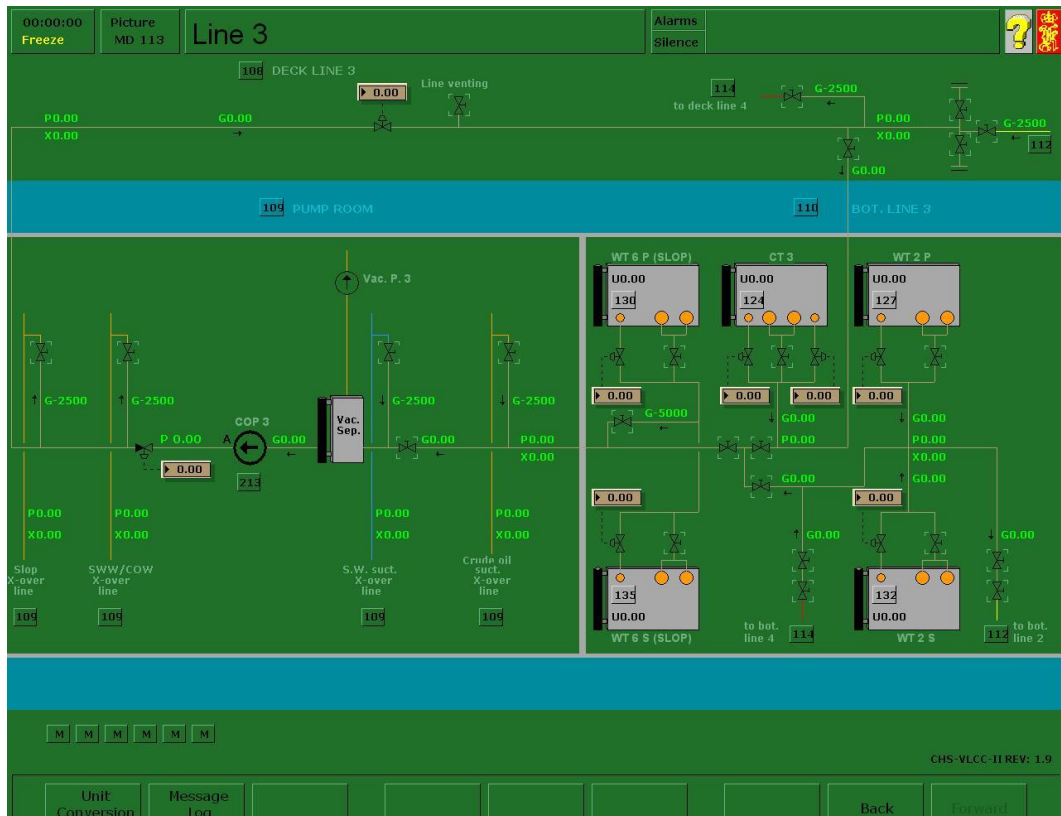 00:00:00
Freeze
Picture
MD 113
Line 3
Alarms
Silence
?
108 DECK LINE 3
0.00
Line venting
114
to deck line 4
G-2500
P0.00
X0.00
G0.00
P0.00
X0.00
G-2500
112
G0.00
109 PUMP ROOM
110 BOT. LINE 3
Vac. P. 3
G-2500
G-2500
G-2500
G-2500
COP 3
A
P 0.00
G0.00
0.00
213
Vac.
Sep.
G0.00
P0.00
X0.00
P0.00
X0.00
P0.00
X0.00
P0.00
X0.00
P0.00
X0.00
Slop
X-over
line
109
SWW/COW
X-over
line
109
S.W. suct.
X-over
line
109
Crude oil
suct.
X-over
line
109
WT 6 P (SLOP)
U0.00
130
CT 3
U0.00
124
WT 2 P
U0.00
127
0.00
0.00
0.00
0.00
G-5000
G0.00
G0.00
P0.00
P0.00
X0.00
G0.00
G0.00
0.00
0.00
G0.00
G0.00
135
U0.00
WT 6 S (SLOP)
132
U0.00
WT 2 S
to bot.
line 4
114
112
to bot.
line 2
M M M M M M
CHS-VLCC-II REV: 1.9
Unit
Conversion
Message
Log
Back
Forward